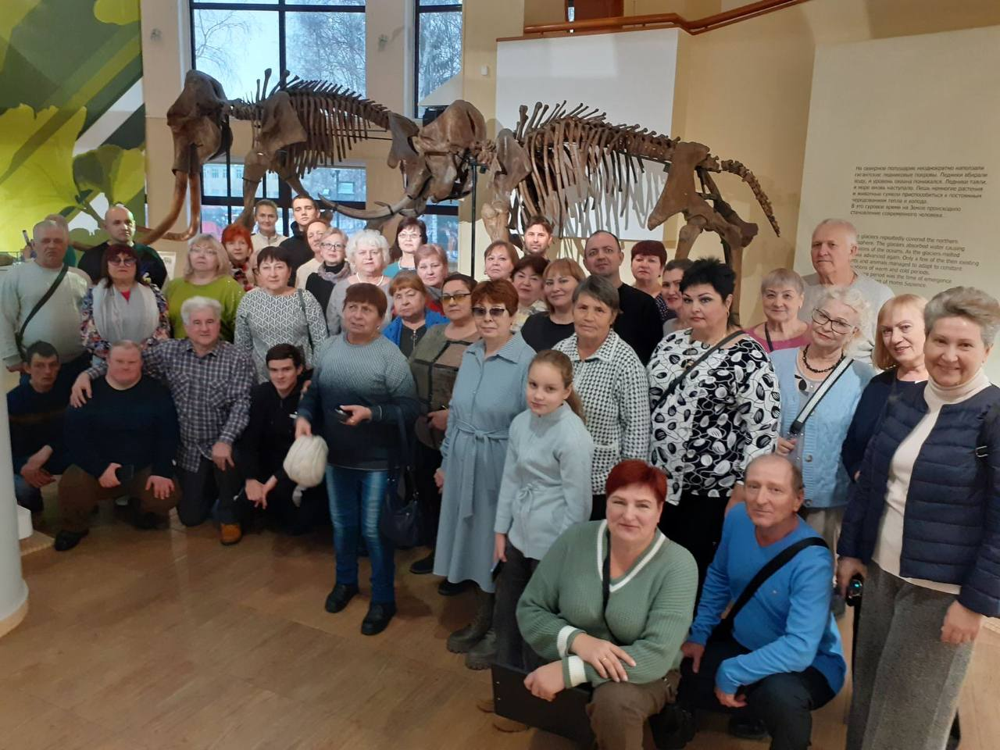 На северное полушарие неоднократно наползали
гигантские ледниковые покровы. Ледники вбирали
воду, и уровень океана понижался. Ледники таяли,
и море вновь наступало. Лишь немногие растения
и животные сумели приспособиться к постоянным
чередованиям тепла и холода.
В это суровое время на Земле происходило
становление современного человека.
glaciers repeatedly covered the northern
sphere. The glaciers absorbed water causing
of the oceans. As the glaciers melted
advanced again. Only a few of the then existing
and animals managed to adapt to constant
of warm and cold periods.
period was the time of emergence
of Homo Sapience.